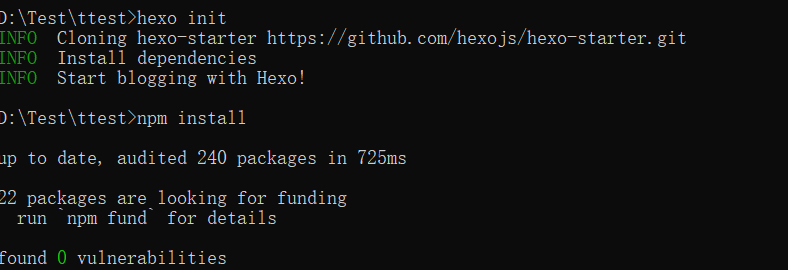 D:\Test\ttest>hexo init
INFO  Cloning hexo-starter https://github.com/hexojs/hexo-starter.git
INFO  Install dependencies
INFO  Start blogging with Hexo!
D:\Test\ttest>npm install
up to date, audited 240 packages in 725ms
22 packages are looking for funding
  run `npm fund` for details
found 0 vulnerabilities